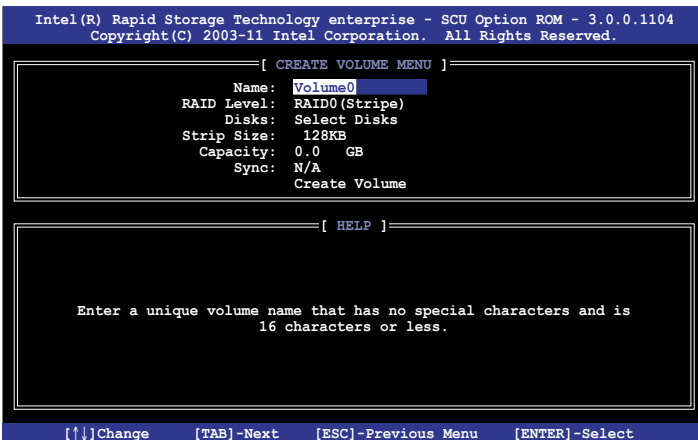 Intel(R) Rapid Storage Technology enterprise - SCU Option ROM - 3.0.0.1104
Copyright(C) 2003-11 Intel Corporation. All Rights Reserved.
[ CREATE VOLUME MENU ]
Name: Volume0
RAID Level: RAID0(Stripe)
Disks: Select Disks
Strip Size: 128KB
Capacity: 0.0 GB
Sync: N/A
Create Volume
[ HELP ]
Enter a unique volume name that has no special characters and is
16 characters or less.
[↑↓]Change [TAB]-Next [ESC]-Previous Menu [ENTER]-Select